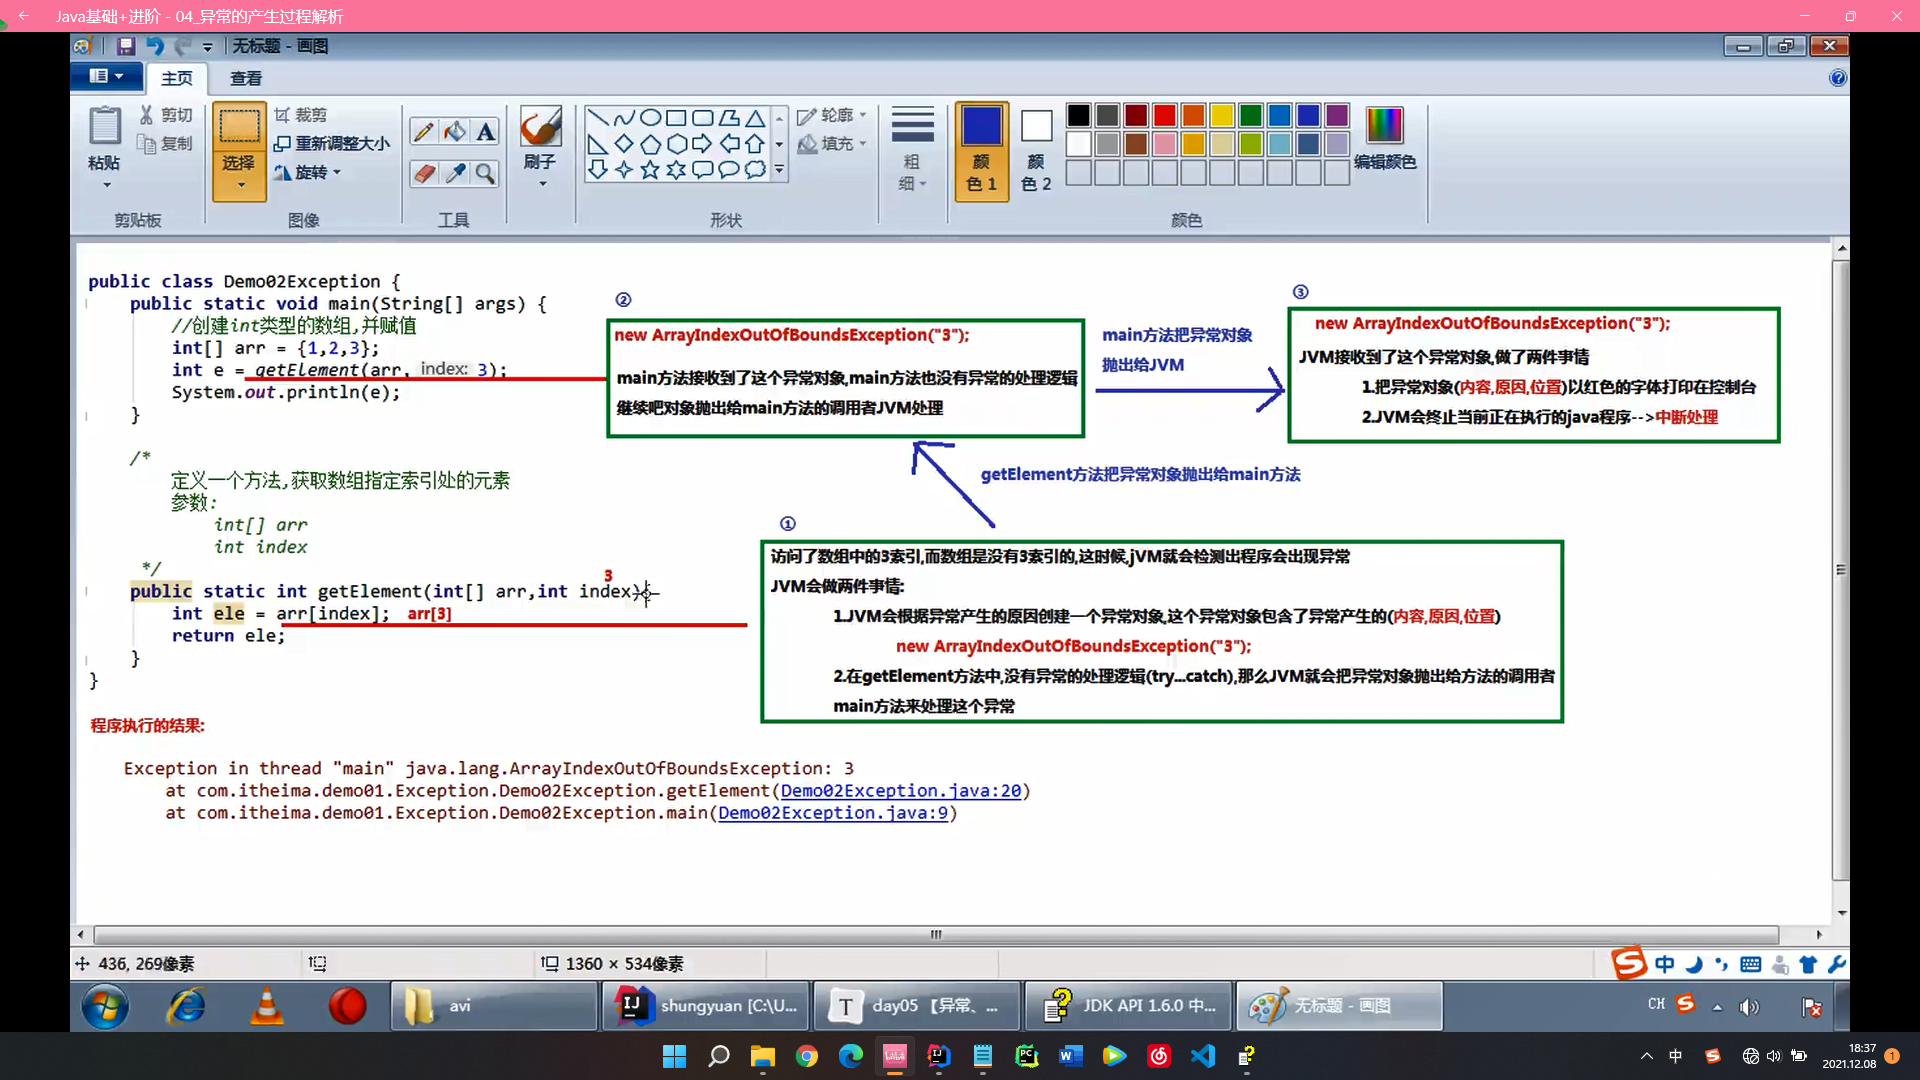 Java基础+进阶 - 04_异常的产生过程解析
无标题 - 画图
主页
查看
粘贴
剪切
复制
剪贴板
选择
裁剪
重新调整大小
旋转
图像
A
工具
刷子
轮廓
填充
形状
粗
细
颜
色 1
颜
色 2
编辑颜色
颜色
public class Demo02Exception {
public static void main(String[] args) {
//创建int类型的数组,并赋值
int[] arr = {1,2,3};
int e = getElement(arr, index: 3);
System.out.println(e);
}
/*
定义一个方法,获取数组指定索引处的元素
参数:
int[] arr
int index
*/
3
public static int getElement(int[] arr,int index){
int ele = arr[index]; arr[3]
return ele;
}
}
②
new ArrayIndexOutOfBoundsException("3");
main方法接收到了这个异常对象,main方法也没有异常的处理逻辑
继续吧对象抛出给main方法的调用者JVM处理
main方法把异常对象
抛出给JVM
③
new ArrayIndexOutOfBoundsException("3");
JVM接收到了这个异常对象,做了两件事情
1.把异常对象(内容,原因,位置)以红色的字体打印在控制台
2.JVM会终止当前正在执行的java程序-->中断处理
getElement方法把异常对象抛出给main方法
①
访问了数组中的3索引,而数组是没有3索引的,这时候,jVM就会检测出程序会出现异常
JVM会做两件事情:
1.JVM会根据异常产生的原因创建一个异常对象,这个异常对象包含了异常产生的(内容,原因,位置)
new ArrayIndexOutOfBoundsException("3");
2.在getElement方法中,没有异常的处理逻辑(try...catch),那么JVM就会把异常对象抛出给方法的调用者
main方法来处理这个异常
程序执行的结果:
Exception in thread "main" java.lang.ArrayIndexOutOfBoundsException: 3
at com.itheima.demo01.Exception.Demo02Exception.getElement(Demo02Exception.java:20)
at com.itheima.demo01.Exception.Demo02Exception.main(Demo02Exception.java:9)
436, 269像素
1360 × 534像素
中
avi
shungyuan [C:\U...
day05 【异常、...
JDK API 1.6.0 中...
无标题 - 画图
CH
中
18:37
2021.12.08
1